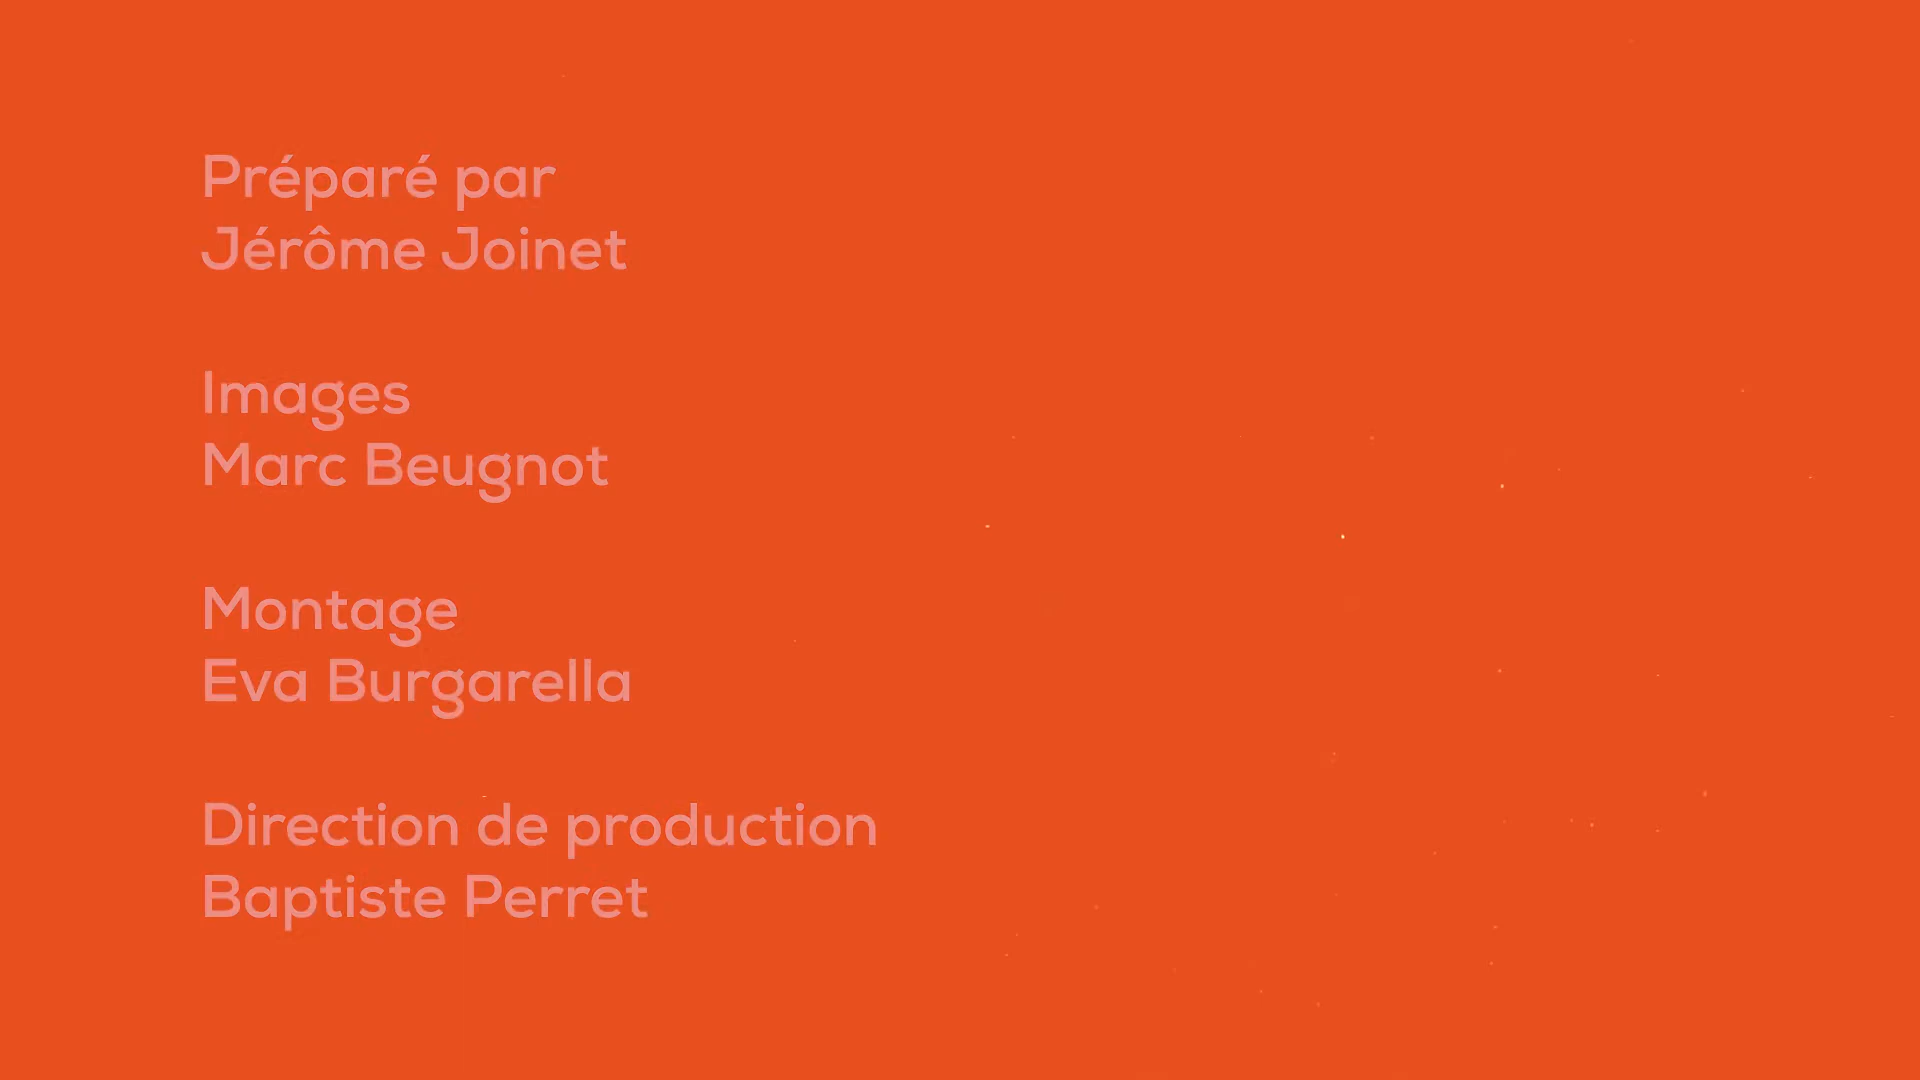 Préparé par
Jérôme Joinet
Images
Marc Beugnot
Montage
Eva Burgarella
Direction de production
Baptiste Perret